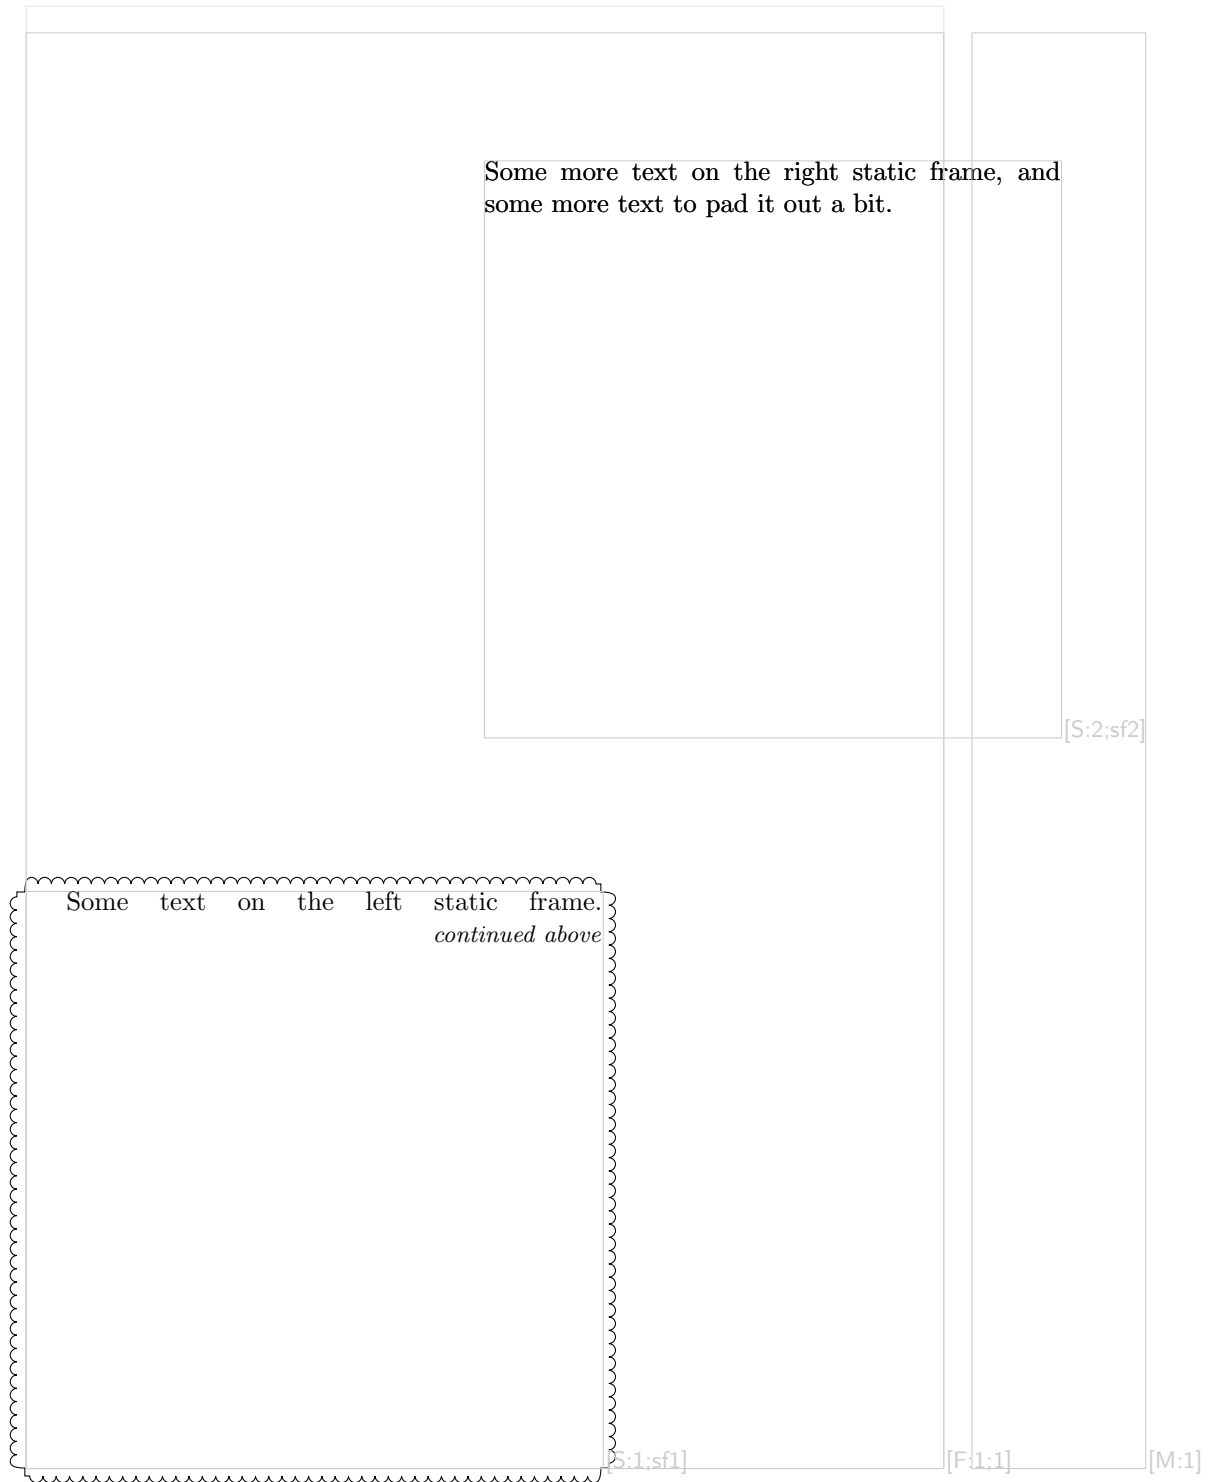 Some more text on the right static frame, and
some more text to pad it out a bit.
[S:2;sf2]
Some text on the left static frame.
continued above
[S:1;sf1]
[F:1;1]
[M:1]